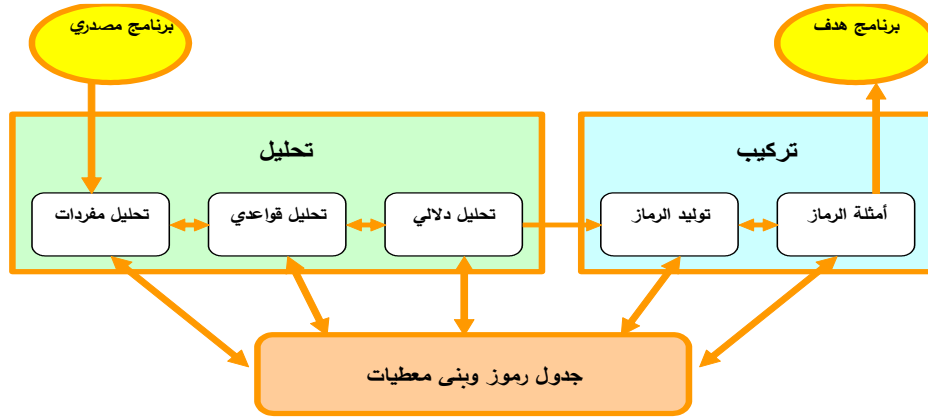 برنامج مصدري
برنامج هدف
تحليل
تركيب
تحليل مفردات
تحليل قواعدي
تحليل دلالي
توليد الرماز
أمثلة الرماز
جدول رموز وبنى معطيات